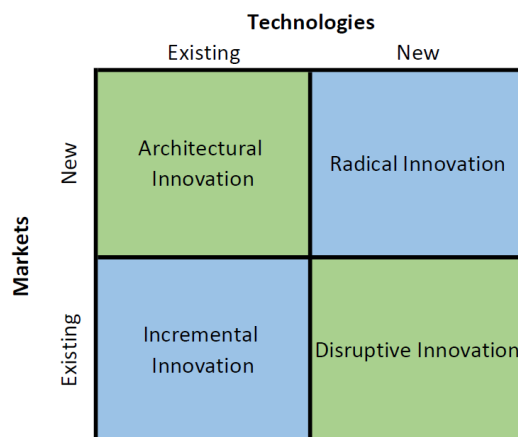 Technologies
Existing
New
Markets
New
Architectural
Innovation
Radical Innovation
Existing
Incremental
Innovation
Disruptive Innovation